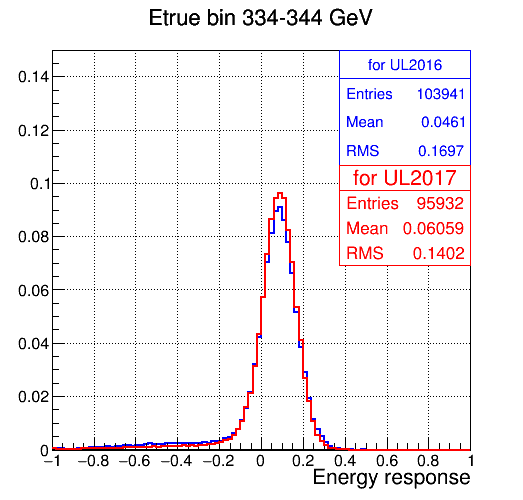 Etrue bin 334-344 GeV
for UL2016
Entries 103941
Mean 0.0461
RMS 0.1697
for UL2017
Entries 95932
Mean 0.06059
RMS 0.1402
0.14
0.12
0.1
0.08
0.06
0.04
0.02
0
−1 −0.8 −0.6 −0.4 −0.2 0 0.2 0.4 0.6 0.8 1
Energy response